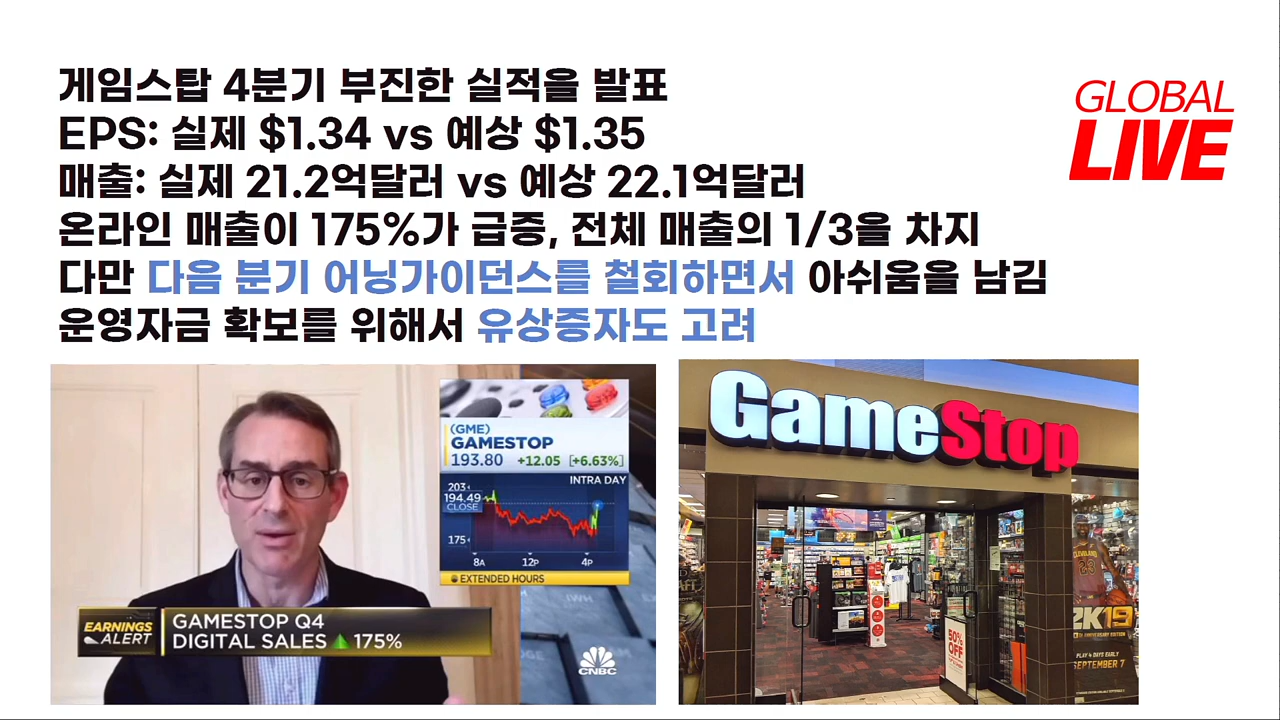 게임스탑 4분기 부진한 실적을 발표
EPS: 실제 $1.34 vs 예상 $1.35
매출: 실제 21.2억달러 vs 예상 22.1억달러
온라인 매출이 175%가 급증, 전체 매출의 1/3을 차지
다만 다음 분기 어닝가이던스를 철회하면서 아쉬움을 남김
운영자금 확보를 위해서 유상증자도 고려
GLOBAL
LIVE
(GME)
GAMESTOP
193.80 +12.05 [+6.63%]
INTRA DAY
203
194.49
CLOSE
175
8A 12P 4P
EXTENDED HOURS
EARNINGS
ALERT
GAMESTOP Q4
DIGITAL SALES 175%
CNBC
GameStop
CLEVELAND
23
50%
OFF
2K19
ANNIVERSARY EDITION
PLAY 4 DAYS EARLY
SEPTEMBER 7